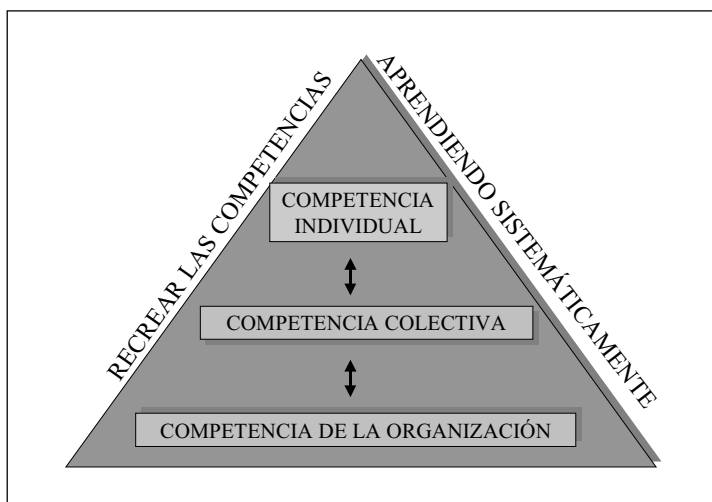 RECREAR LAS COMPETENCIAS
APRENDIENDO SISTEMÁTICAMENTE
COMPETENCIA
INDIVIDUAL
COMPETENCIA COLECTIVA
COMPETENCIA DE LA ORGANIZACIÓN